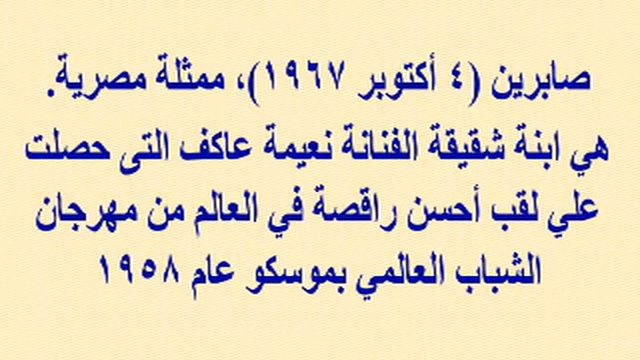 صابرين (٤ أكتوبر ١٩٦٧)، ممثلة مصرية.
هي ابنة شقيقة الفنانة نعيمة عاكف التى حصلت
علي لقب أحسن راقصة في العالم من مهرجان
الشباب العالمي بموسكو عام ١٩٥٨